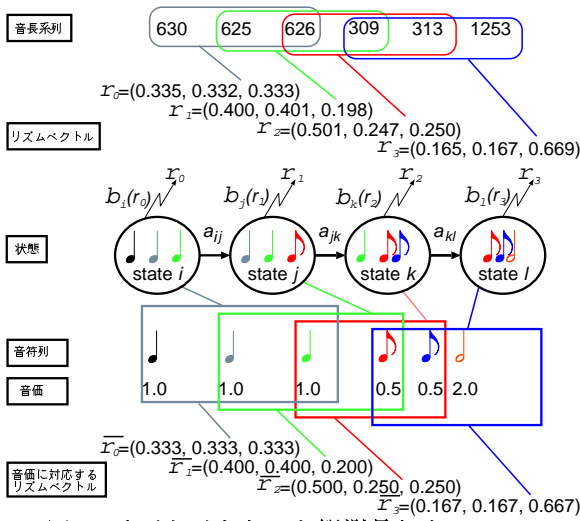 音長系列
630 625 626 309 313 1253
r₀=(0.335, 0.332, 0.333)
r₁=(0.400, 0.401, 0.198)
r₂=(0.501, 0.247, 0.250)
リズムベクトル
r₃=(0.165, 0.167, 0.669)
r₀ r₁ r₂ r₃
bᵢ(r₀) bⱼ(r₁) bₖ(r₂) b₁(r₃)
aᵢⱼ aⱼₖ aₖₗ
状態
state i state j state k state l
音符列
音価
1.0 1.0 1.0 0.5 0.5 2.0
r̅₀=(0.333, 0.333, 0.333)
r̅₁=(0.400, 0.400, 0.200)
音価に対応する
リズムベクトル
r̅₂=(0.500, 0.250, 0.250)
r̅₃=(0.167, 0.167, 0.667)